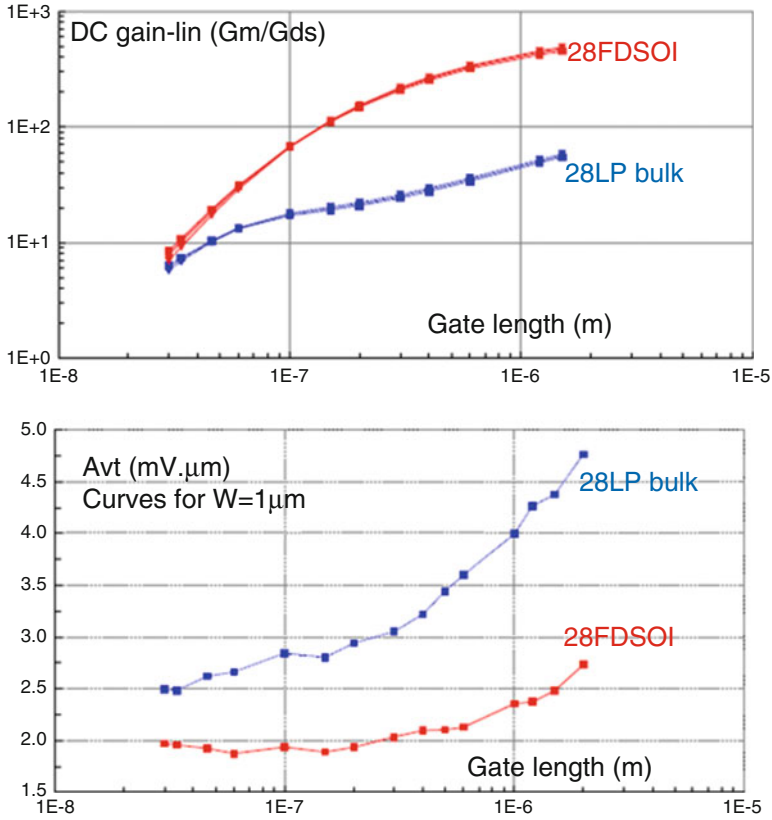 1E+3
DC gain-lin (Gm/Gds)
28FDSOI
1E+2
28LP bulk
1E+1
Gate length (m)
1E+0
1E-8 1E-7 1E-6 1E-5
5.0
Avt (mV.μm)
Curves for W=1μm
28LP bulk
4.5
4.0
3.5
3.0
28FDSOI
2.5
2.0
Gate length (m)
1.5
1E-8 1E-7 1E-6 1E-5